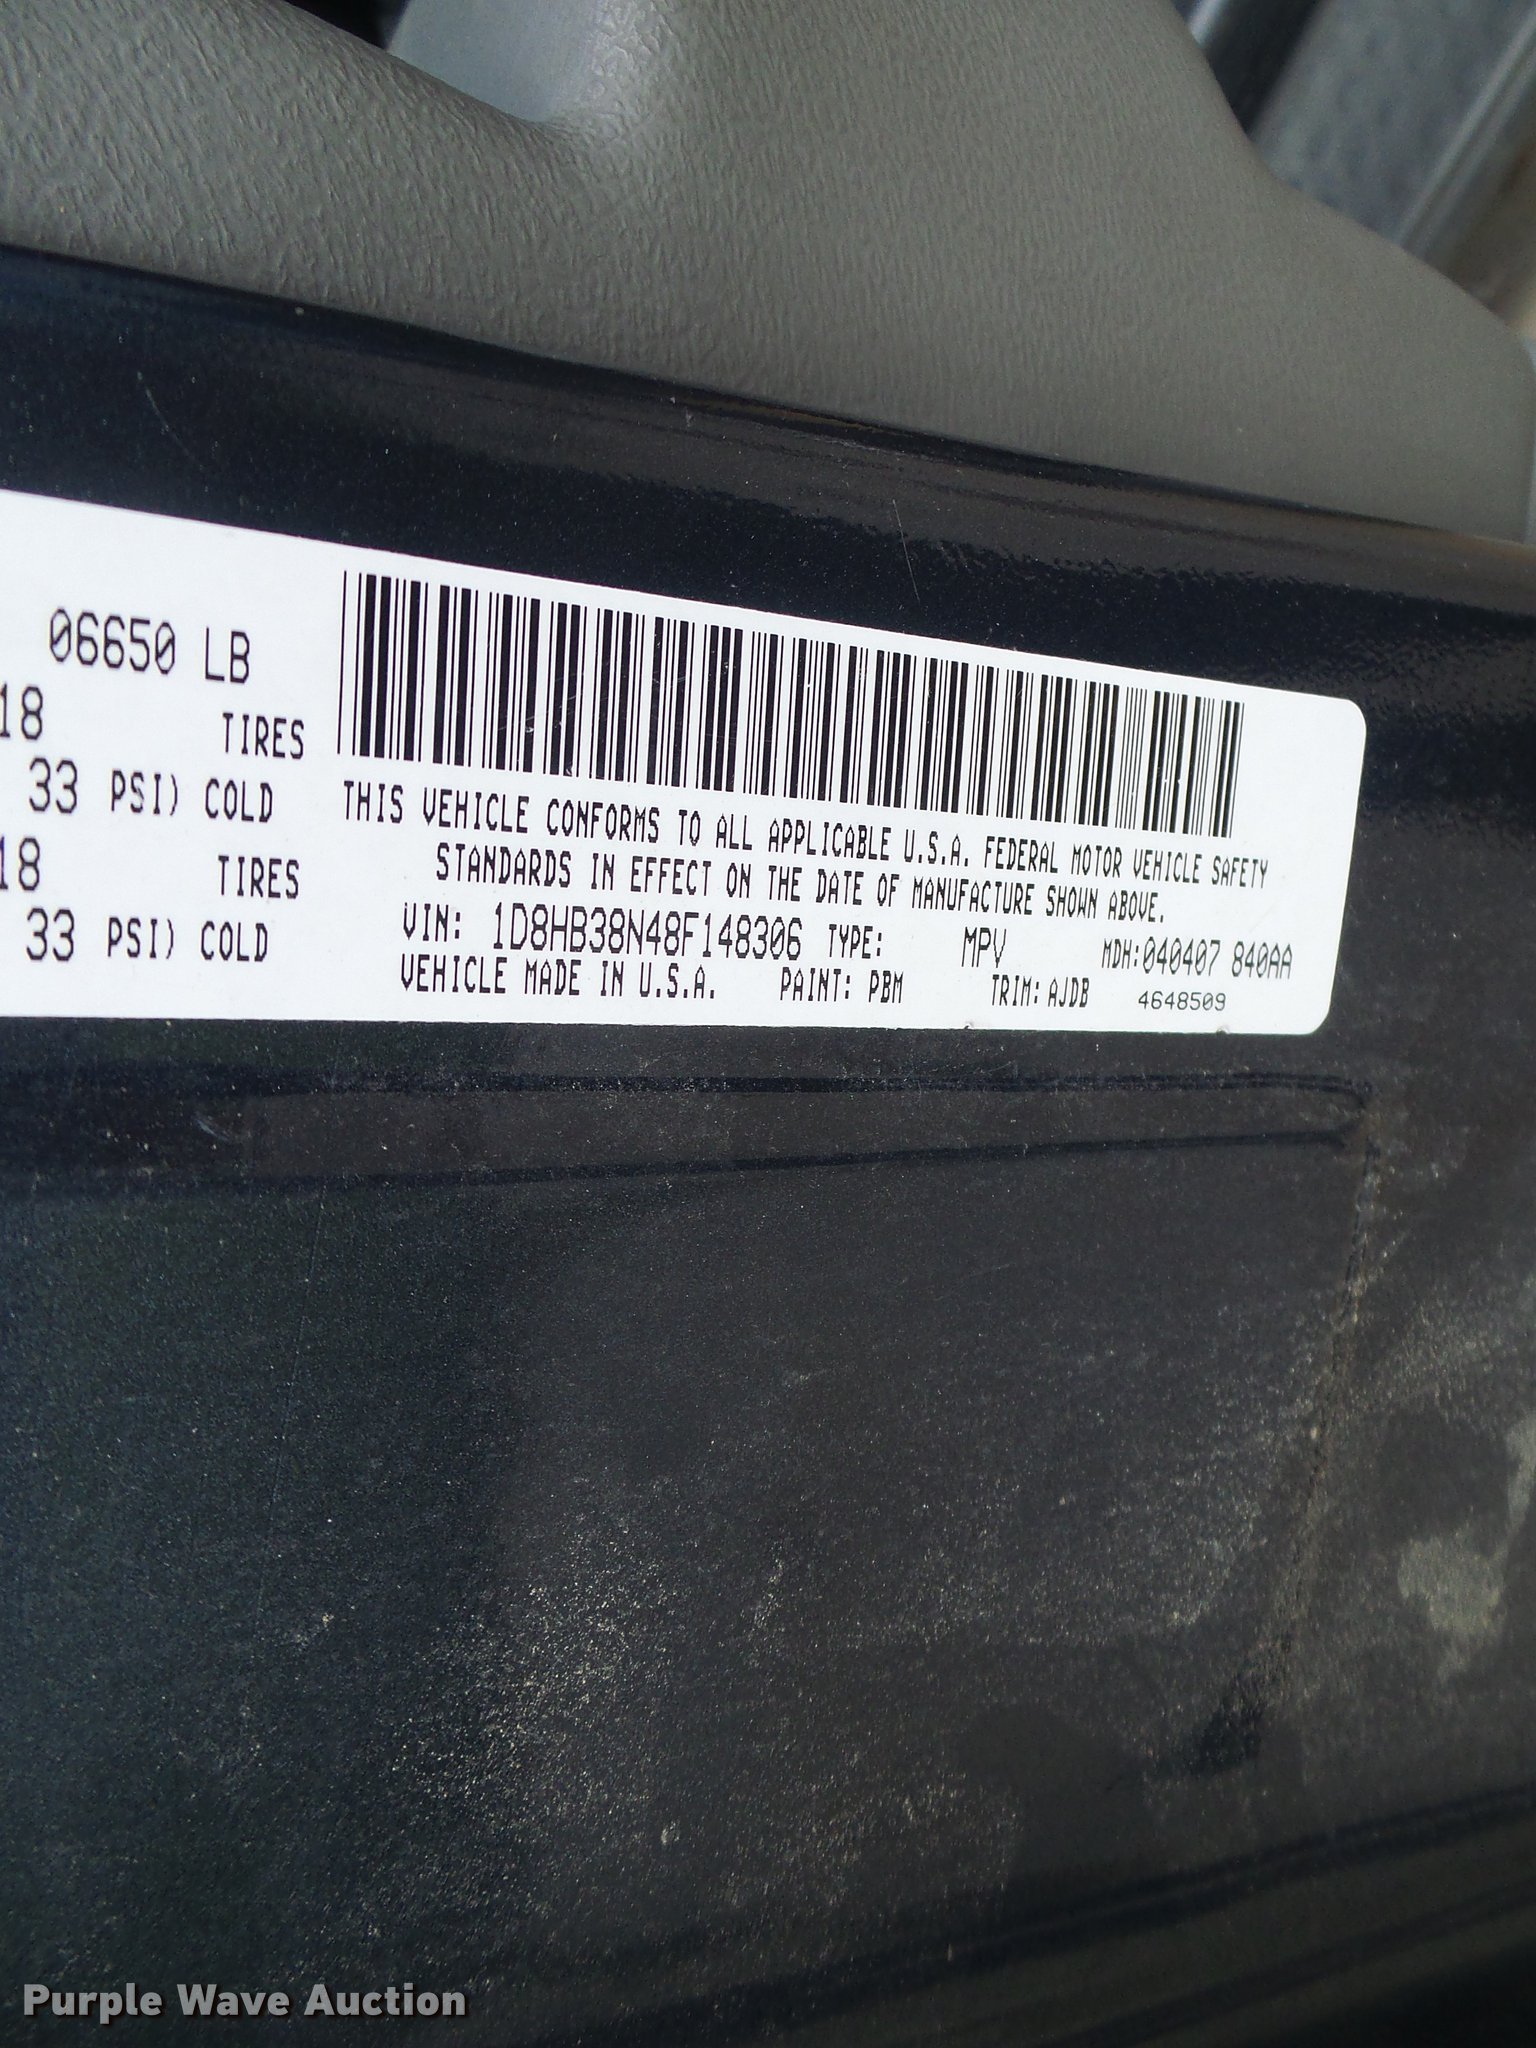 06650 LB
18 TIRES
33 PSI) COLD
18 TIRES
33 PSI) COLD
THIS VEHICLE CONFORMS TO ALL APPLICABLE U.S.A. FEDERAL MOTOR VEHICLE SAFETY
STANDARDS IN EFFECT ON THE DATE OF MANUFACTURE SHOWN ABOVE.
VIN: 1D8HB38N48F148306 TYPE: MPV MDH:040407 840AA
VEHICLE MADE IN U.S.A. PAINT: PBM TRIM: AJDB 4648509
Purple Wave Auction